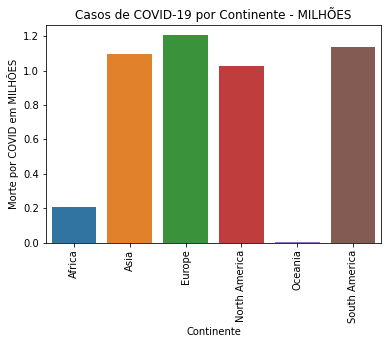 Casos de COVID-19 por Continente - MILHÕES
Morte por COVID em MILHÕES
1.2
1.0
0.8
0.6
0.4
0.2
0.0
Africa
Asia
Europe
North America
Oceania
South America
Continente